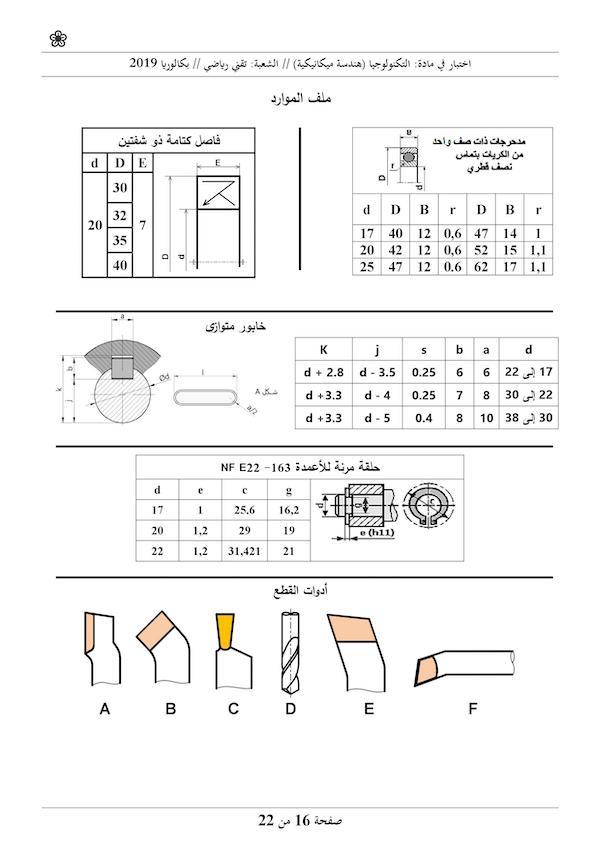 اختبار في مادة: التكنولوجيا (هندسة ميكانيكية) // الشعبة: تقني رياضي // بكالوريا 2019
ملف الموارد
مدحرجات ذات صف واحد
من الكريات بتماس
نصف قطري
B
r
D
d
d D B r D B r
17 40 12 0,6 47 14 1
20 42 12 0,6 52 15 1,1
25 47 12 0.6 62 17 1,1
فاصل كتامة ذو شفتين
d D E
20 30 7
32
35
40
E
D
d
خابور متوازي
a
b
k
j
Ød
l
a/2
شكل A
K j s b a d
d + 2.8 d - 3.5 0.25 6 6 17 إلى 22
d +3.3 d - 4 0.25 7 8 22 إلى 30
d +3.3 d - 5 0.4 8 10 30 إلى 38
حلقة مرنة للأعمدة NF E22 -163
d e c g
17 1 25.6 16,2
20 1,2 29 19
22 1,2 31,421 21
d
g
c
e (h11)
أدوات القطع
A B C D E F
صفحة 16 من 22